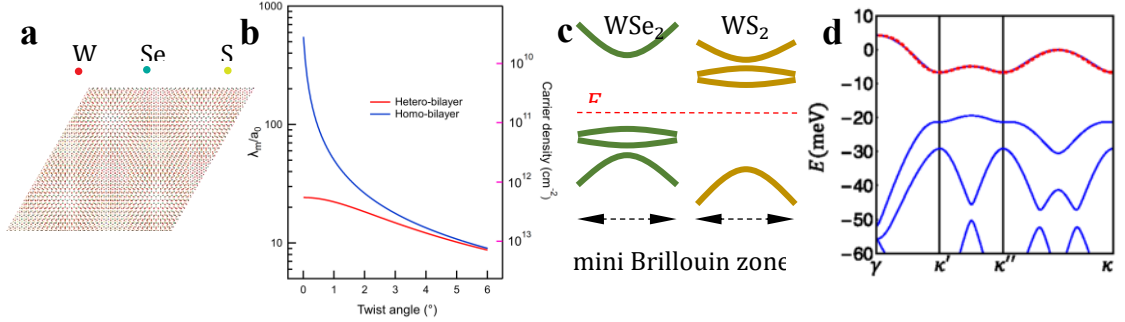 a
W Se S
b
1000
100
10
λm/a0
10^10
10^11
10^12
10^13
Carrier density (cm^-2)
Hetero-bilayer
Homo-bilayer
0 1 2 3 4 5 6
Twist angle (°)
c
WSe₂ WS₂
mini Brillouin zone
d
10
0
−10
−20
−30
−40
−50
−60
E(meV)
γ κ′ κ″ κ